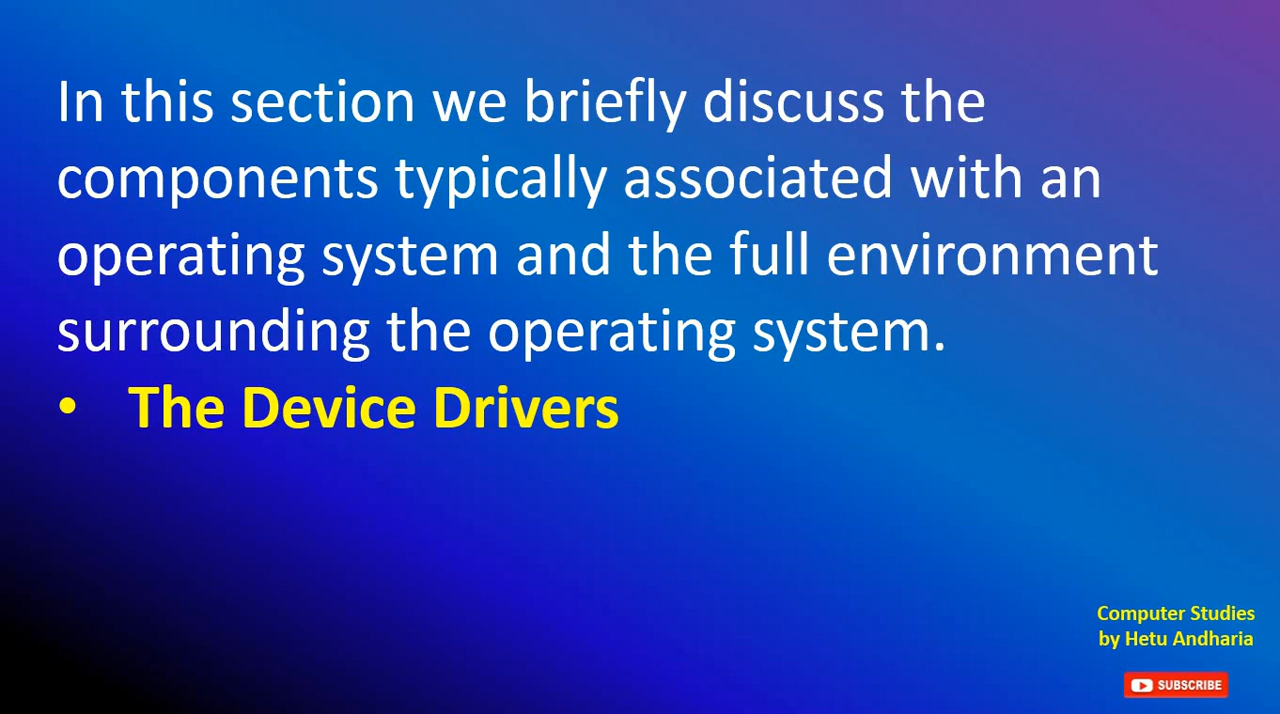 In this section we briefly discuss the
components typically associated with an
operating system and the full environment
surrounding the operating system.
• The Device Drivers
Computer Studies
by Hetu Andharia
SUBSCRIBE